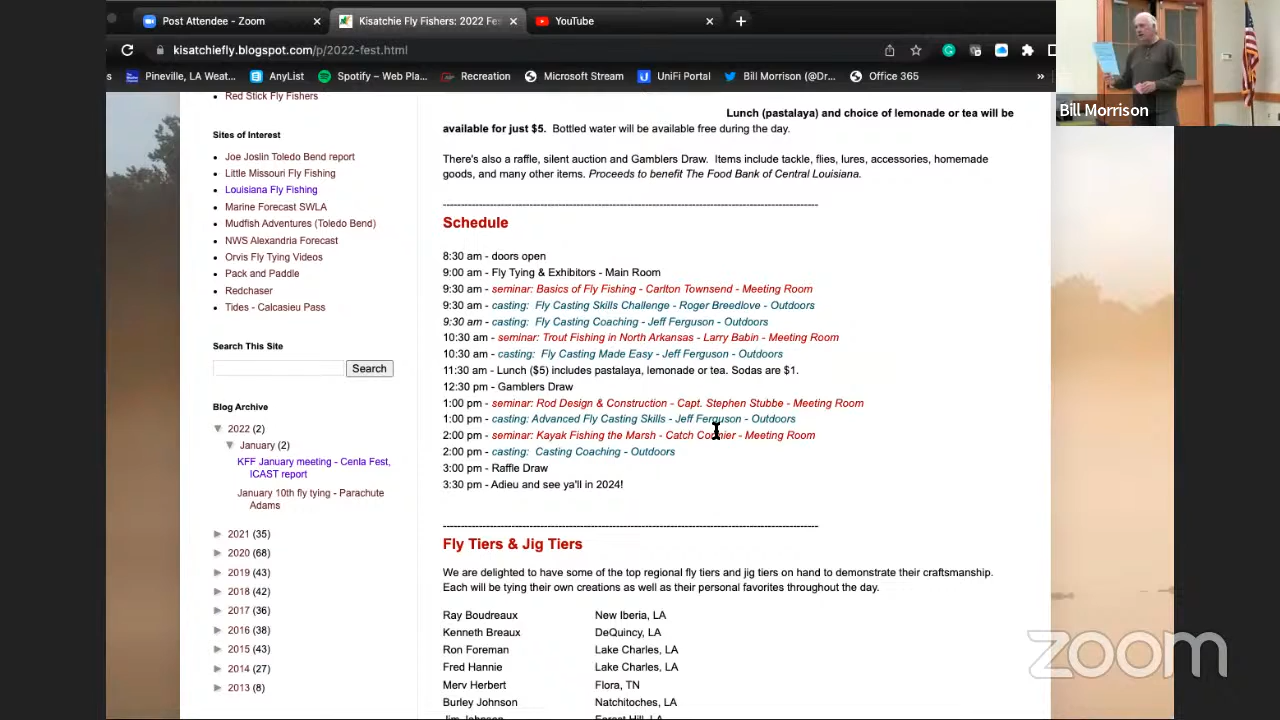 Post Attendee - Zoom
Kisatchie Fly Fishers: 2022 Fes
YouTube
kisatchiefly.blogspot.com/p/2022-fest.html
s
Pineville, LA Weat...
AnyList
Spotify – Web Pla...
Recreation
Microsoft Stream
UniFi Portal
Bill Morrison (@Dr...
Office 365
»
Bill Morrison
Red Stick Fly Fishers
Sites of Interest
Joe Joslin Toledo Bend report
Little Missouri Fly Fishing
Louisiana Fly Fishing
Marine Forecast SWLA
Mudfish Adventures (Toledo Bend)
NWS Alexandria Forecast
Orvis Fly Tying Videos
Pack and Paddle
Redchaser
Tides - Calcasieu Pass
Search This Site
Search
Blog Archive
▼ 2022 (2)
▼ January (2)
KFF January meeting - Cenla Fest,
ICAST report
January 10th fly tying - Parachute
Adams
► 2021 (35)
► 2020 (68)
► 2019 (43)
► 2018 (42)
► 2017 (36)
► 2016 (38)
► 2015 (43)
► 2014 (27)
► 2013 (8)
Lunch (pastalaya) and choice of lemonade or tea will be
available for just $5. Bottled water will be available free during the day.
There's also a raffle, silent auction and Gamblers Draw. Items include tackle, flies, lures, accessories, homemade
goods, and many other items. Proceeds to benefit The Food Bank of Central Louisiana.
---------------------------------------------------------------------------
Schedule
8:30 am - doors open
9:00 am - Fly Tying & Exhibitors - Main Room
9:30 am - seminar: Basics of Fly Fishing - Carlton Townsend - Meeting Room
9:30 am - casting: Fly Casting Skills Challenge - Roger Breedlove - Outdoors
9:30 am - casting: Fly Casting Coaching - Jeff Ferguson - Outdoors
10:30 am - seminar: Trout Fishing in North Arkansas - Larry Babin - Meeting Room
10:30 am - casting: Fly Casting Made Easy - Jeff Ferguson - Outdoors
11:30 am - Lunch ($5) includes pastalaya, lemonade or tea. Sodas are $1.
12:30 pm - Gamblers Draw
1:00 pm - seminar: Rod Design & Construction - Capt. Stephen Stubbe - Meeting Room
1:00 pm - casting: Advanced Fly Casting Skills - Jeff Ferguson - Outdoors
2:00 pm - seminar: Kayak Fishing the Marsh - Catch - Meeting Room
2:00 pm - casting: Casting Coaching - Outdoors
3:00 pm - Raffle Draw
3:30 pm - Adieu and see ya'll in 2024!
---------------------------------------------------------------------------
Fly Tiers & Jig Tiers
We are delighted to have some of the top regional fly tiers and jig tiers on hand to demonstrate their craftsmanship.
Each will be tying their own creations as well as their personal favorites throughout the day.
Ray Boudreaux New Iberia, LA
Kenneth Breaux DeQuincy, LA
Ron Foreman Lake Charles, LA
Fred Hannie Lake Charles, LA
Merv Herbert Flora, TN
Burley Johnson Natchitoches, LA
Jim Johnson Forest Hill, LA
zoom